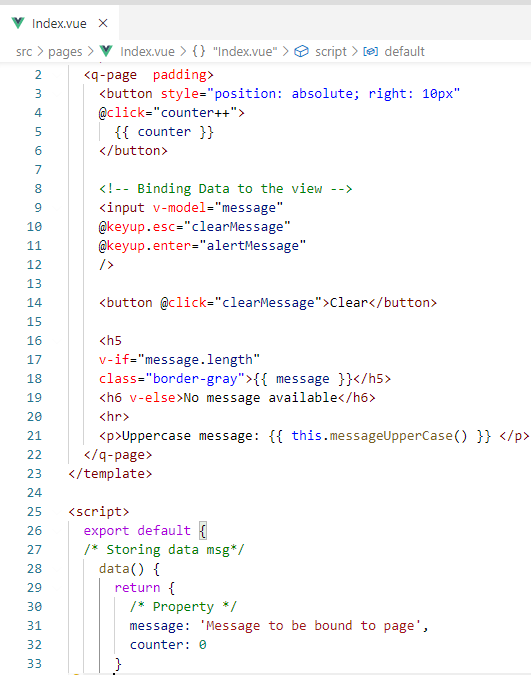 Index.vue ×
src > pages > Index.vue > {} "Index.vue" > script > default
2 <q-page  padding>
3 <button style="position: absolute; right: 10px"
4 @click="counter++">
5 {{ counter }}
6 </button>
7
8 <!-- Binding Data to the view -->
9 <input v-model="message"
10 @keyup.esc="clearMessage"
11 @keyup.enter="alertMessage"
12 />
13
14 <button @click="clearMessage">Clear</button>
15
16 <h5
17 v-if="message.length"
18 class="border-gray">{{ message }}</h5>
19 <h6 v-else>No message available</h6>
20 <hr>
21 <p>Uppercase message: {{ this.messageUpperCase() }} </p>
22 </q-page>
23 </template>
24
25 <script>
26 export default {
27 /* Storing data msg*/
28 data() {
29 return {
30 /* Property */
31 message: 'Message to be bound to page',
32 counter: 0
33 }